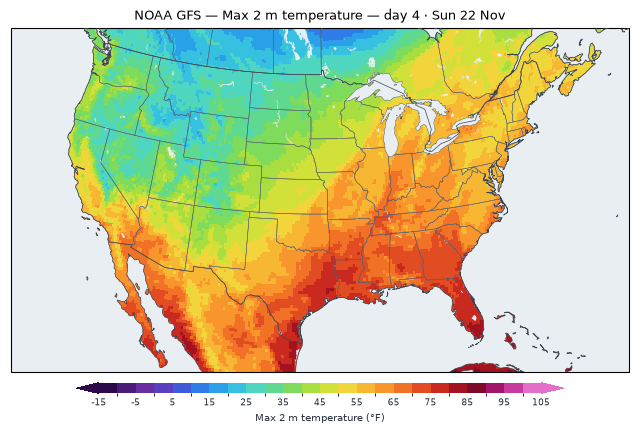 NOAA GFS — Max 2 m temperature — day 4 · Sun 22 Nov
-15 -5 5 15 25 35 45 55 65 75 85 95 105
Max 2 m temperature (°F)